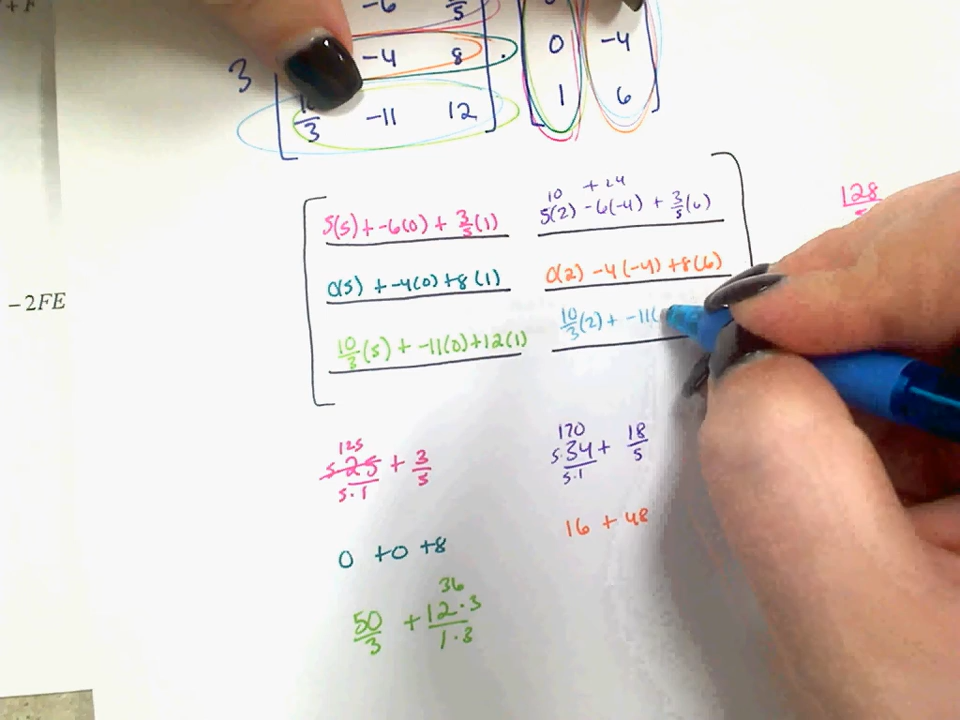 + F
-6 /5
3 -4 8 . 0 -4
/3 -11 12 1 6
10 +24
5(5) + -6(0) + 3/5(1) 5(2) -6(-4) + 3/5(6)
128
0(5) + -4(0) +8(1) 0(2) -4(-4) +8(6)
-2FE
10/3(5) + -11(0)+12(1) 10/3(2) + -11(
125 170
5·25/5·1 + 3/5 5·34/5·1 + 18/5
16 + 48
0 +0 +8
36
50/3 + 12·3/1·3